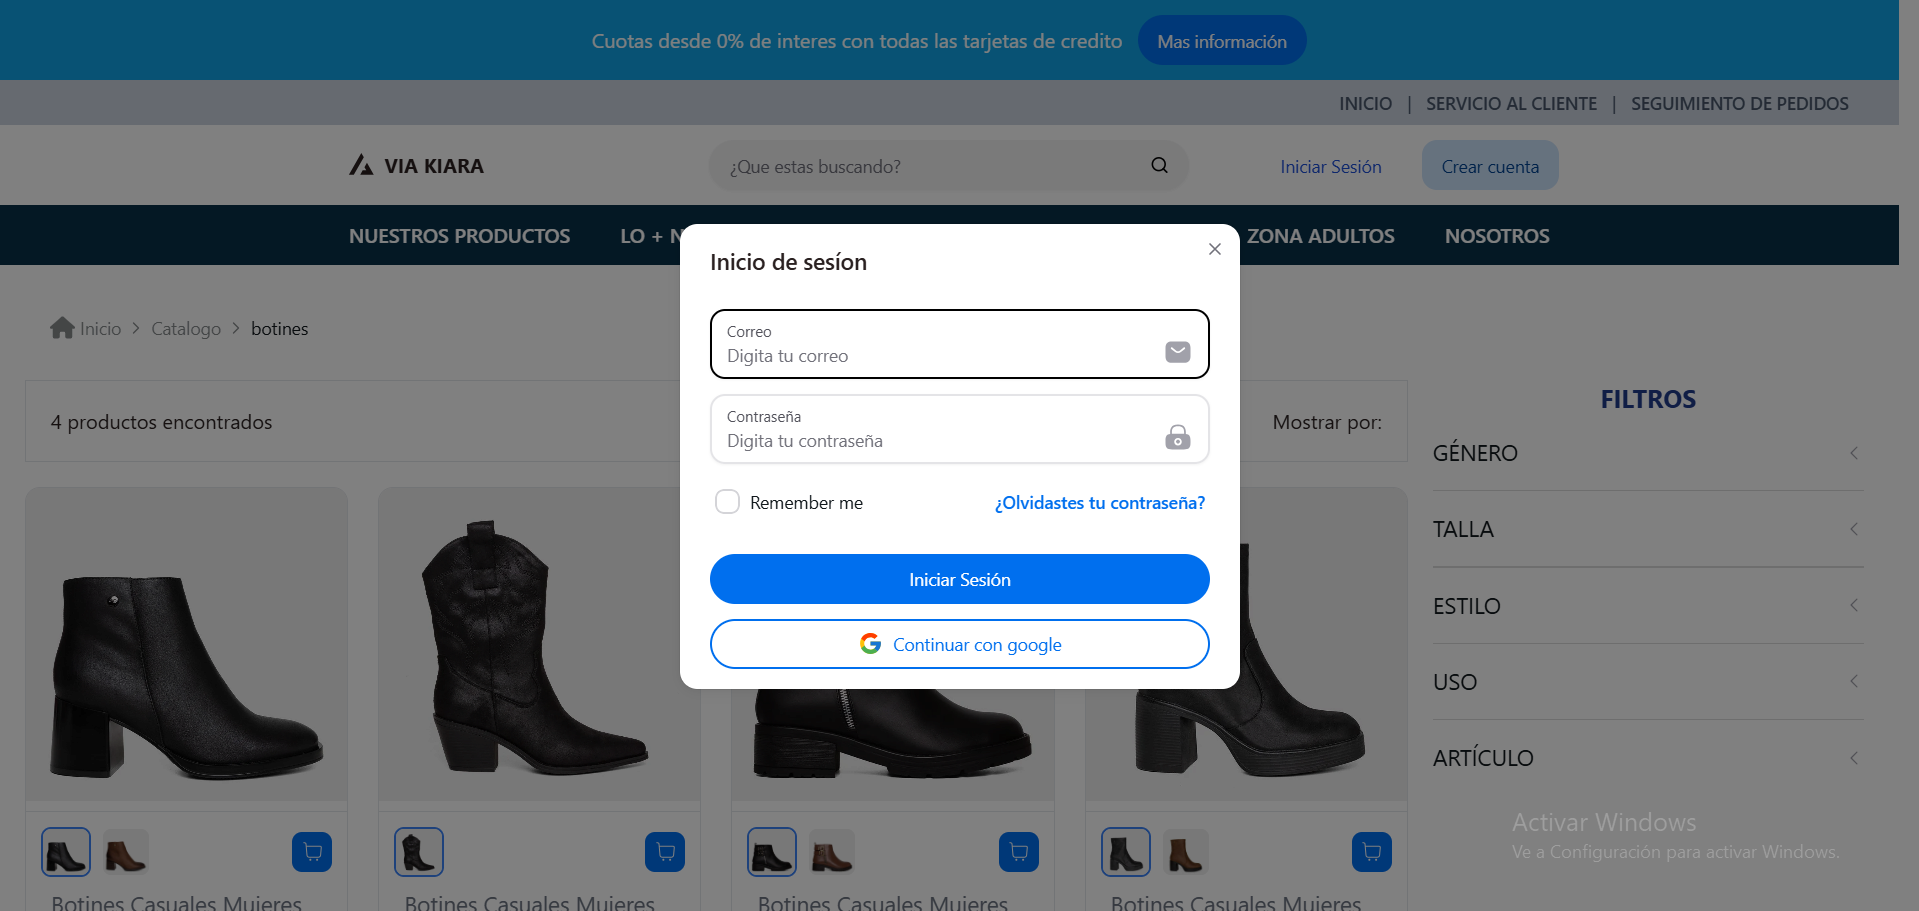 Cuotas desde 0% de interes con todas las tarjetas de credito Mas información
INICIO | SERVICIO AL CLIENTE | SEGUIMIENTO DE PEDIDOS
VIA KIARA ¿Que estas buscando? Iniciar Sesión Crear cuenta
NUESTROS PRODUCTOS LO + N ZONA ADULTOS NOSOTROS
Inicio de sesíon
Correo
Digita tu correo
Contraseña
Digita tu contraseña
Remember me ¿Olvidastes tu contraseña?
Iniciar Sesión
Continuar con google
Inicio > Catalogo > botines
4 productos encontrados Mostrar por:
FILTROS
GÉNERO
TALLA
ESTILO
USO
ARTÍCULO
Botines Casuales Mujeres Botines Casuales Mujeres Botines Casuales Mujeres Botines Casuales Mujeres
Activar Windows
Ve a Configuración para activar Windows.